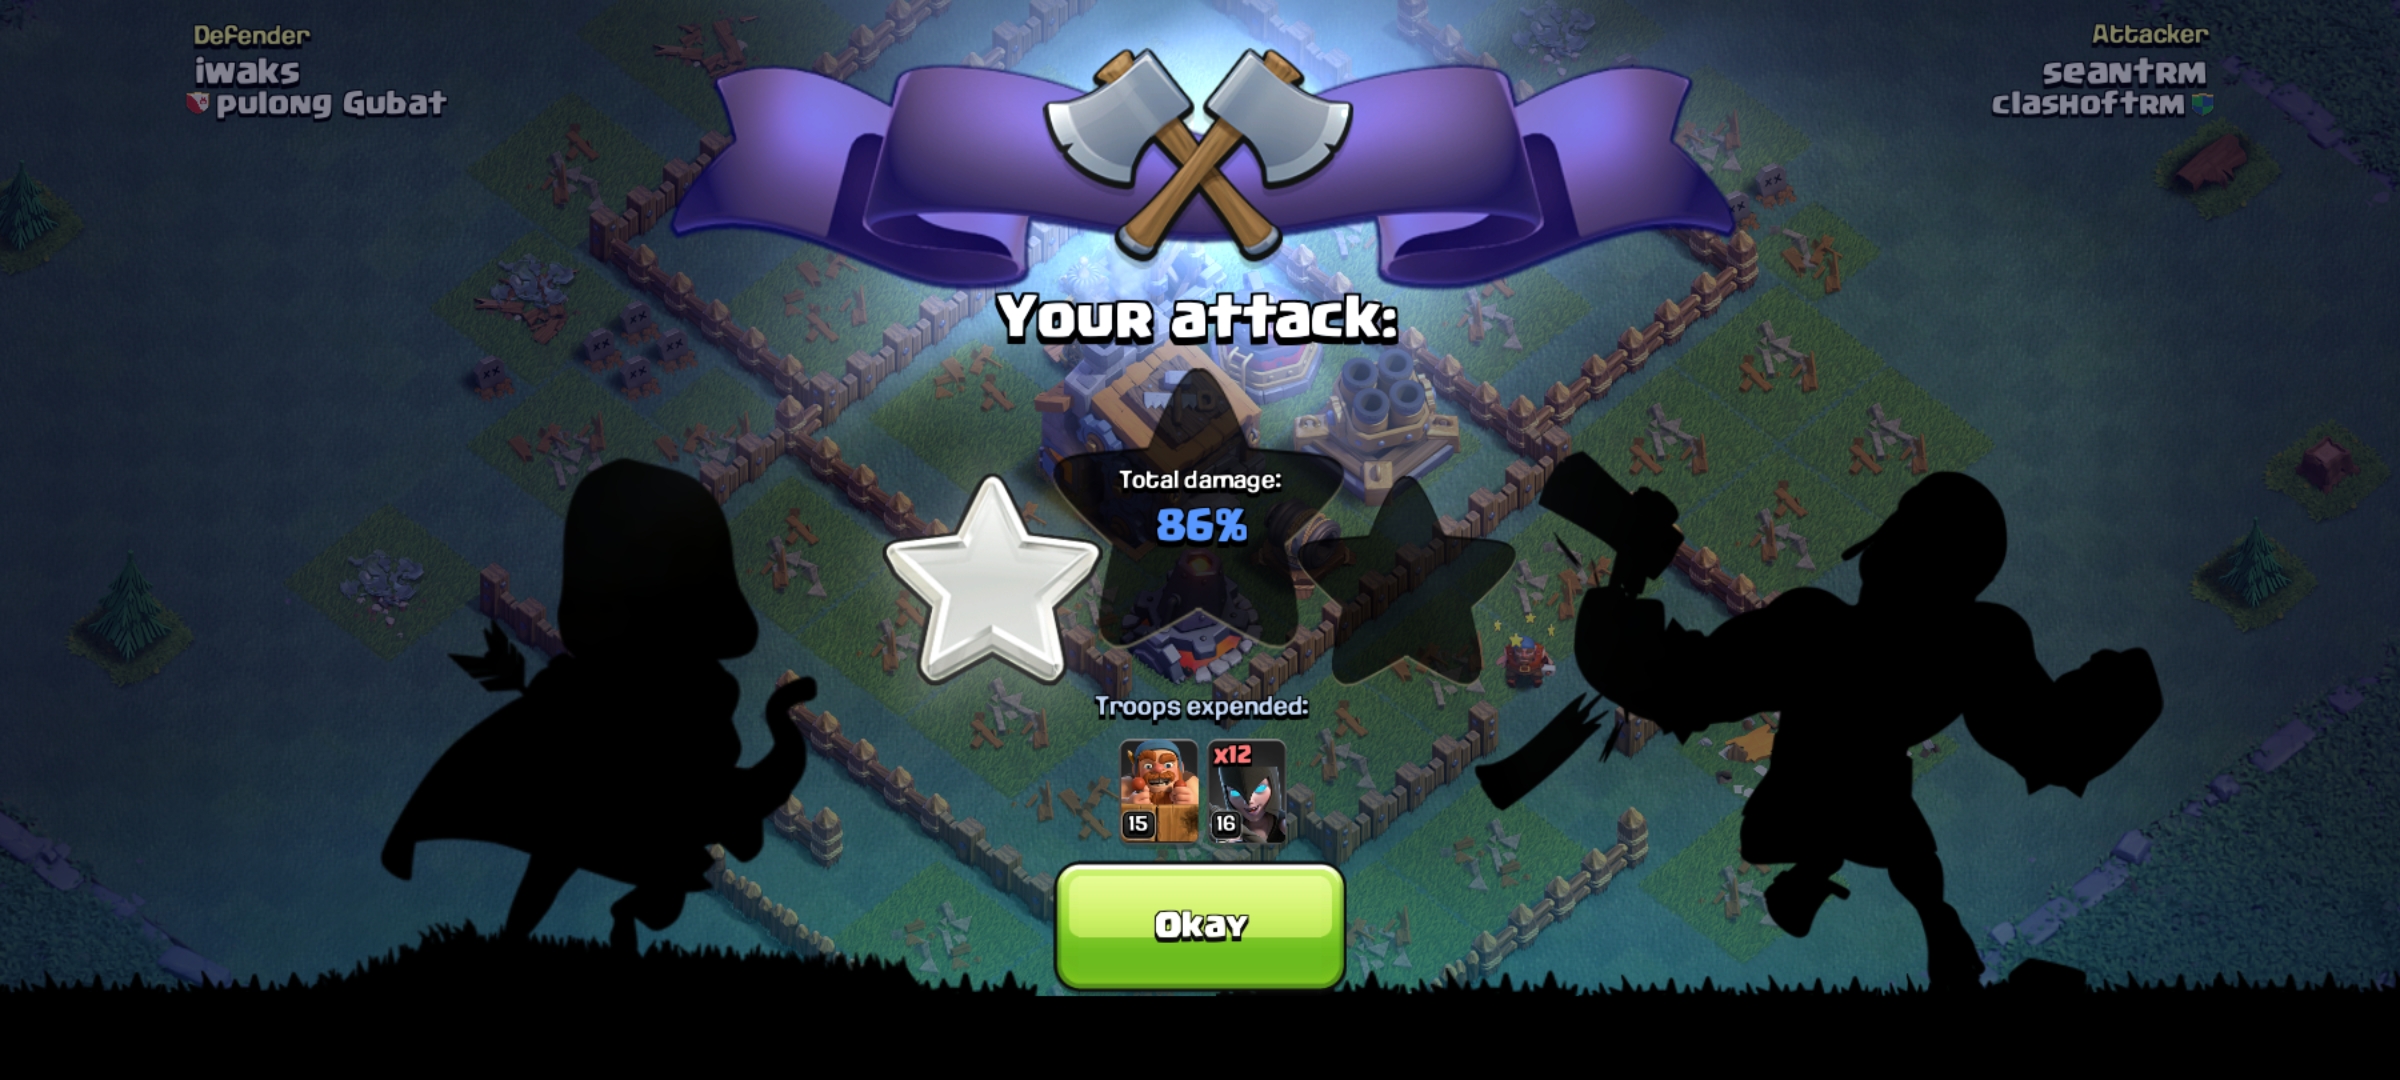 Defender
iwaks
pulong Gubat
Attacker
seantRM
clashoftRM
Your attack:
Total damage:
86%
Troops expended:
x12
15
16
Okay